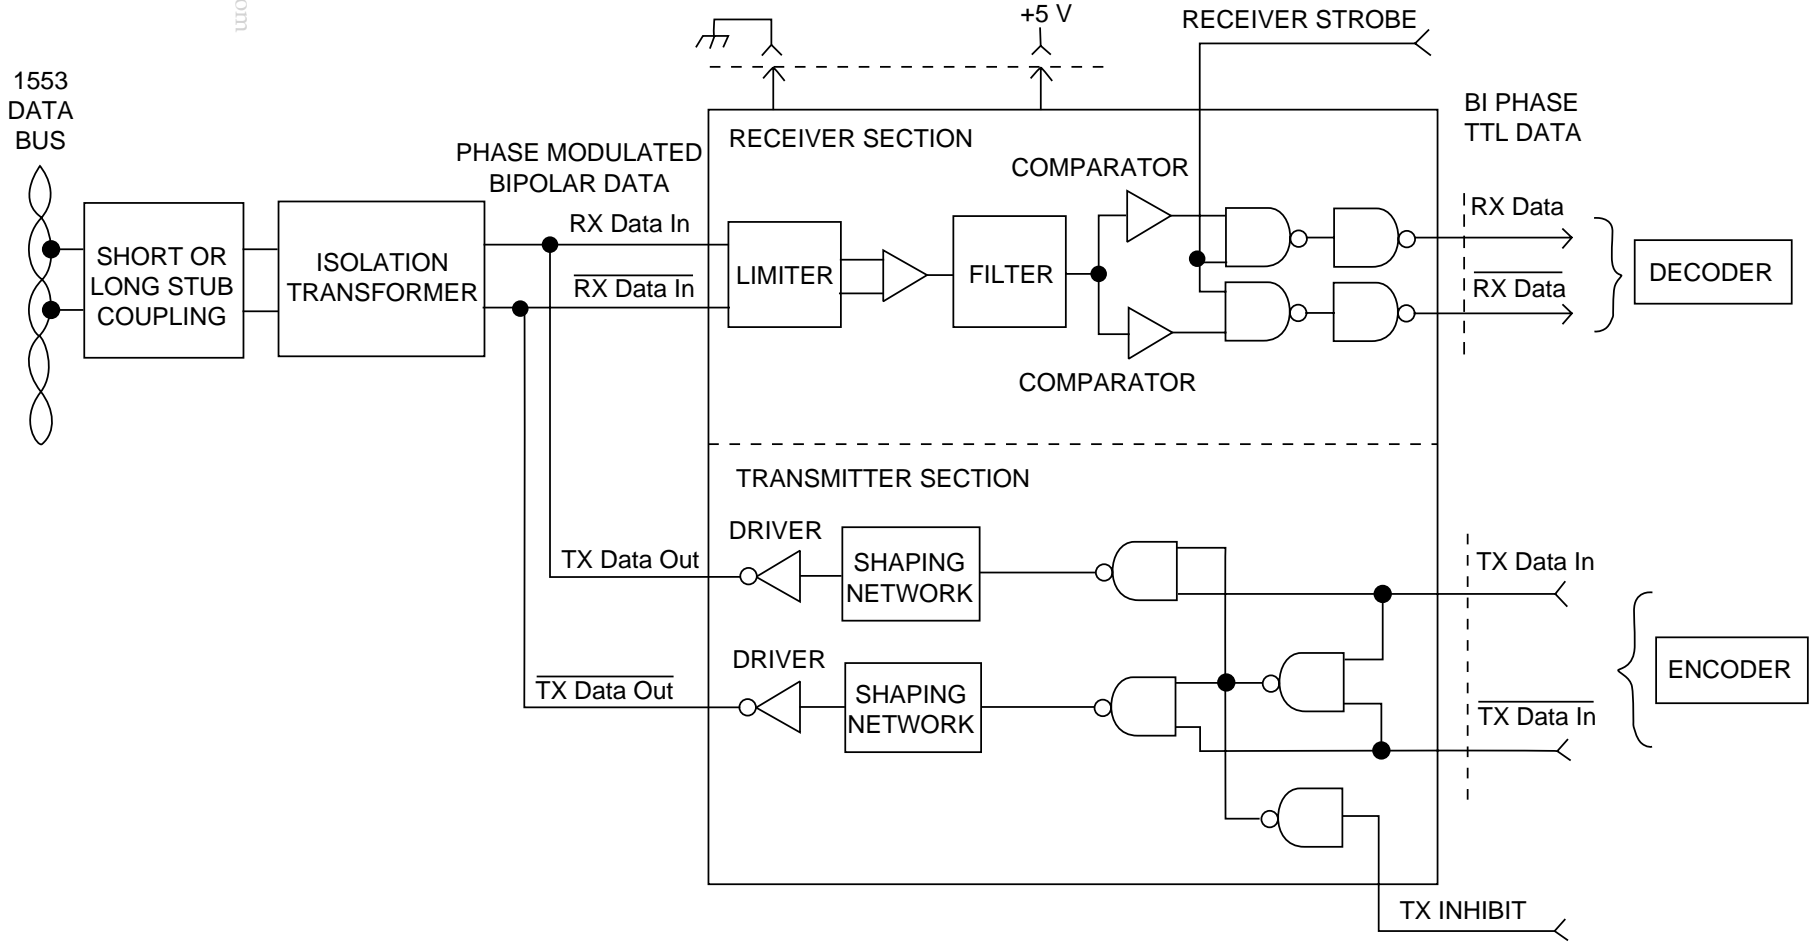 om
+5 V
RECEIVER STROBE
1553
DATA
BUS
BI PHASE
TTL DATA
RECEIVER SECTION
PHASE MODULATED
BIPOLAR DATA
COMPARATOR
RX Data In
RX Data
SHORT OR
LONG STUB
COUPLING
ISOLATION
TRANSFORMER
LIMITER
FILTER
DECODER
RX Data In
RX Data
COMPARATOR
TRANSMITTER SECTION
DRIVER
TX Data Out
SHAPING
NETWORK
TX Data In
DRIVER
TX Data Out
SHAPING
NETWORK
ENCODER
TX Data In
TX INHIBIT